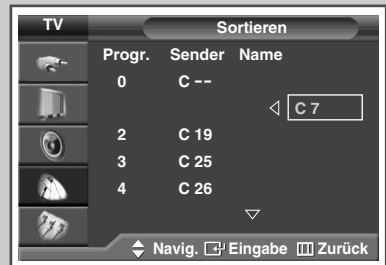 TV Sortieren
Progr. Sender Name
0 C --
C 7
2 C 19
3 C 25
4 C 26
Navig. Eingabe Zurück